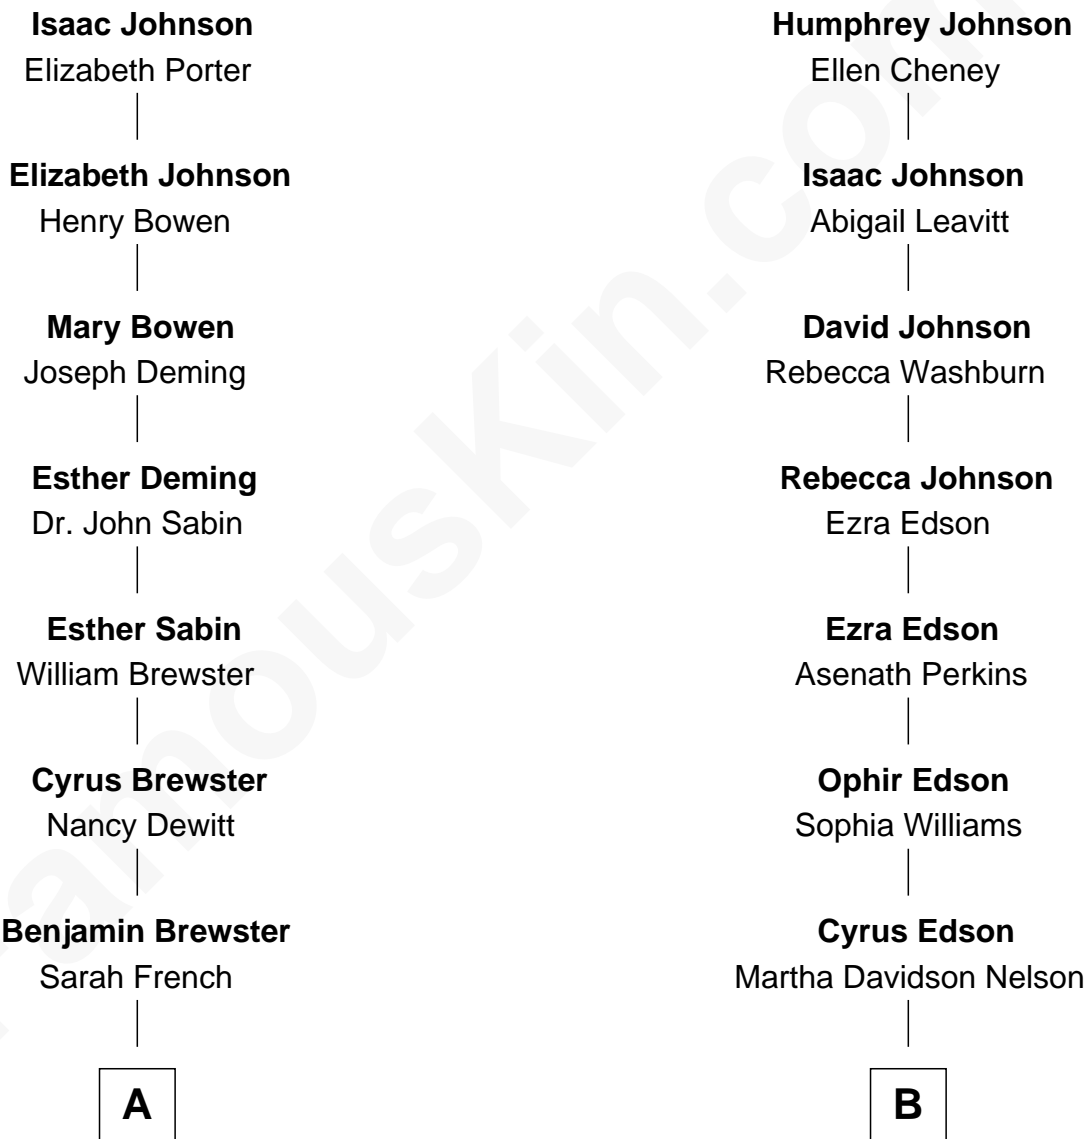 Isaac Johnson
Elizabeth Porter
Elizabeth Johnson
Henry Bowen
Mary Bowen
Joseph Deming
Esther Deming
Dr. John Sabin
Esther Sabin
William Brewster
Cyrus Brewster
Nancy Dewitt
Benjamin Brewster
Sarah French
A
Humphrey Johnson
Ellen Cheney
Isaac Johnson
Abigail Leavitt
David Johnson
Rebecca Washburn
Rebecca Johnson
Ezra Edson
Ezra Edson
Asenath Perkins
Ophir Edson
Sophia Williams
Cyrus Edson
Martha Davidson Nelson
B
FamousKin.com